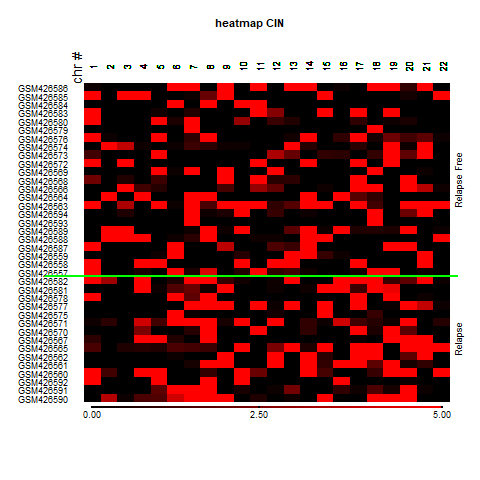 heatmap CIN
chr #
1 2 3 4 5 6 7 8 9 10 11 12 13 14 15 16 17 18 19 20 21 22
GSM426586
GSM426585
GSM426584
GSM426583
GSM426580
GSM426579
GSM426576
GSM426574
GSM426573
GSM426572
GSM426569
GSM426568
GSM426566
GSM426564
GSM426563
GSM426594
GSM426593
GSM426589
GSM426588
GSM426587
GSM426559
GSM426558
GSM426557
GSM426582
GSM426581
GSM426578
GSM426577
GSM426575
GSM426571
GSM426570
GSM426567
GSM426565
GSM426562
GSM426561
GSM426560
GSM426592
GSM426591
GSM426590
Relapse Free
Relapse
0.00 2.50 5.00